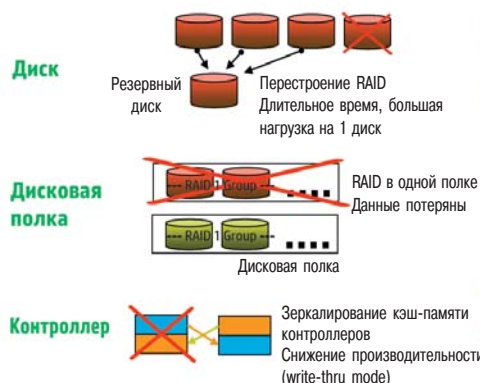 Диск
Резервный
диск
Перестроение RAID
Длительное время, большая
нагрузка на 1 диск
Дисковая
полка
--- RAID 1 Group ---
RAID в одной полке
Данные потеряны
--- RAID 1 Group ---
Дисковая полка
Контроллер
Зеркалирование кэш-памяти
контроллеров
Снижение производительности
(write-thru mode)